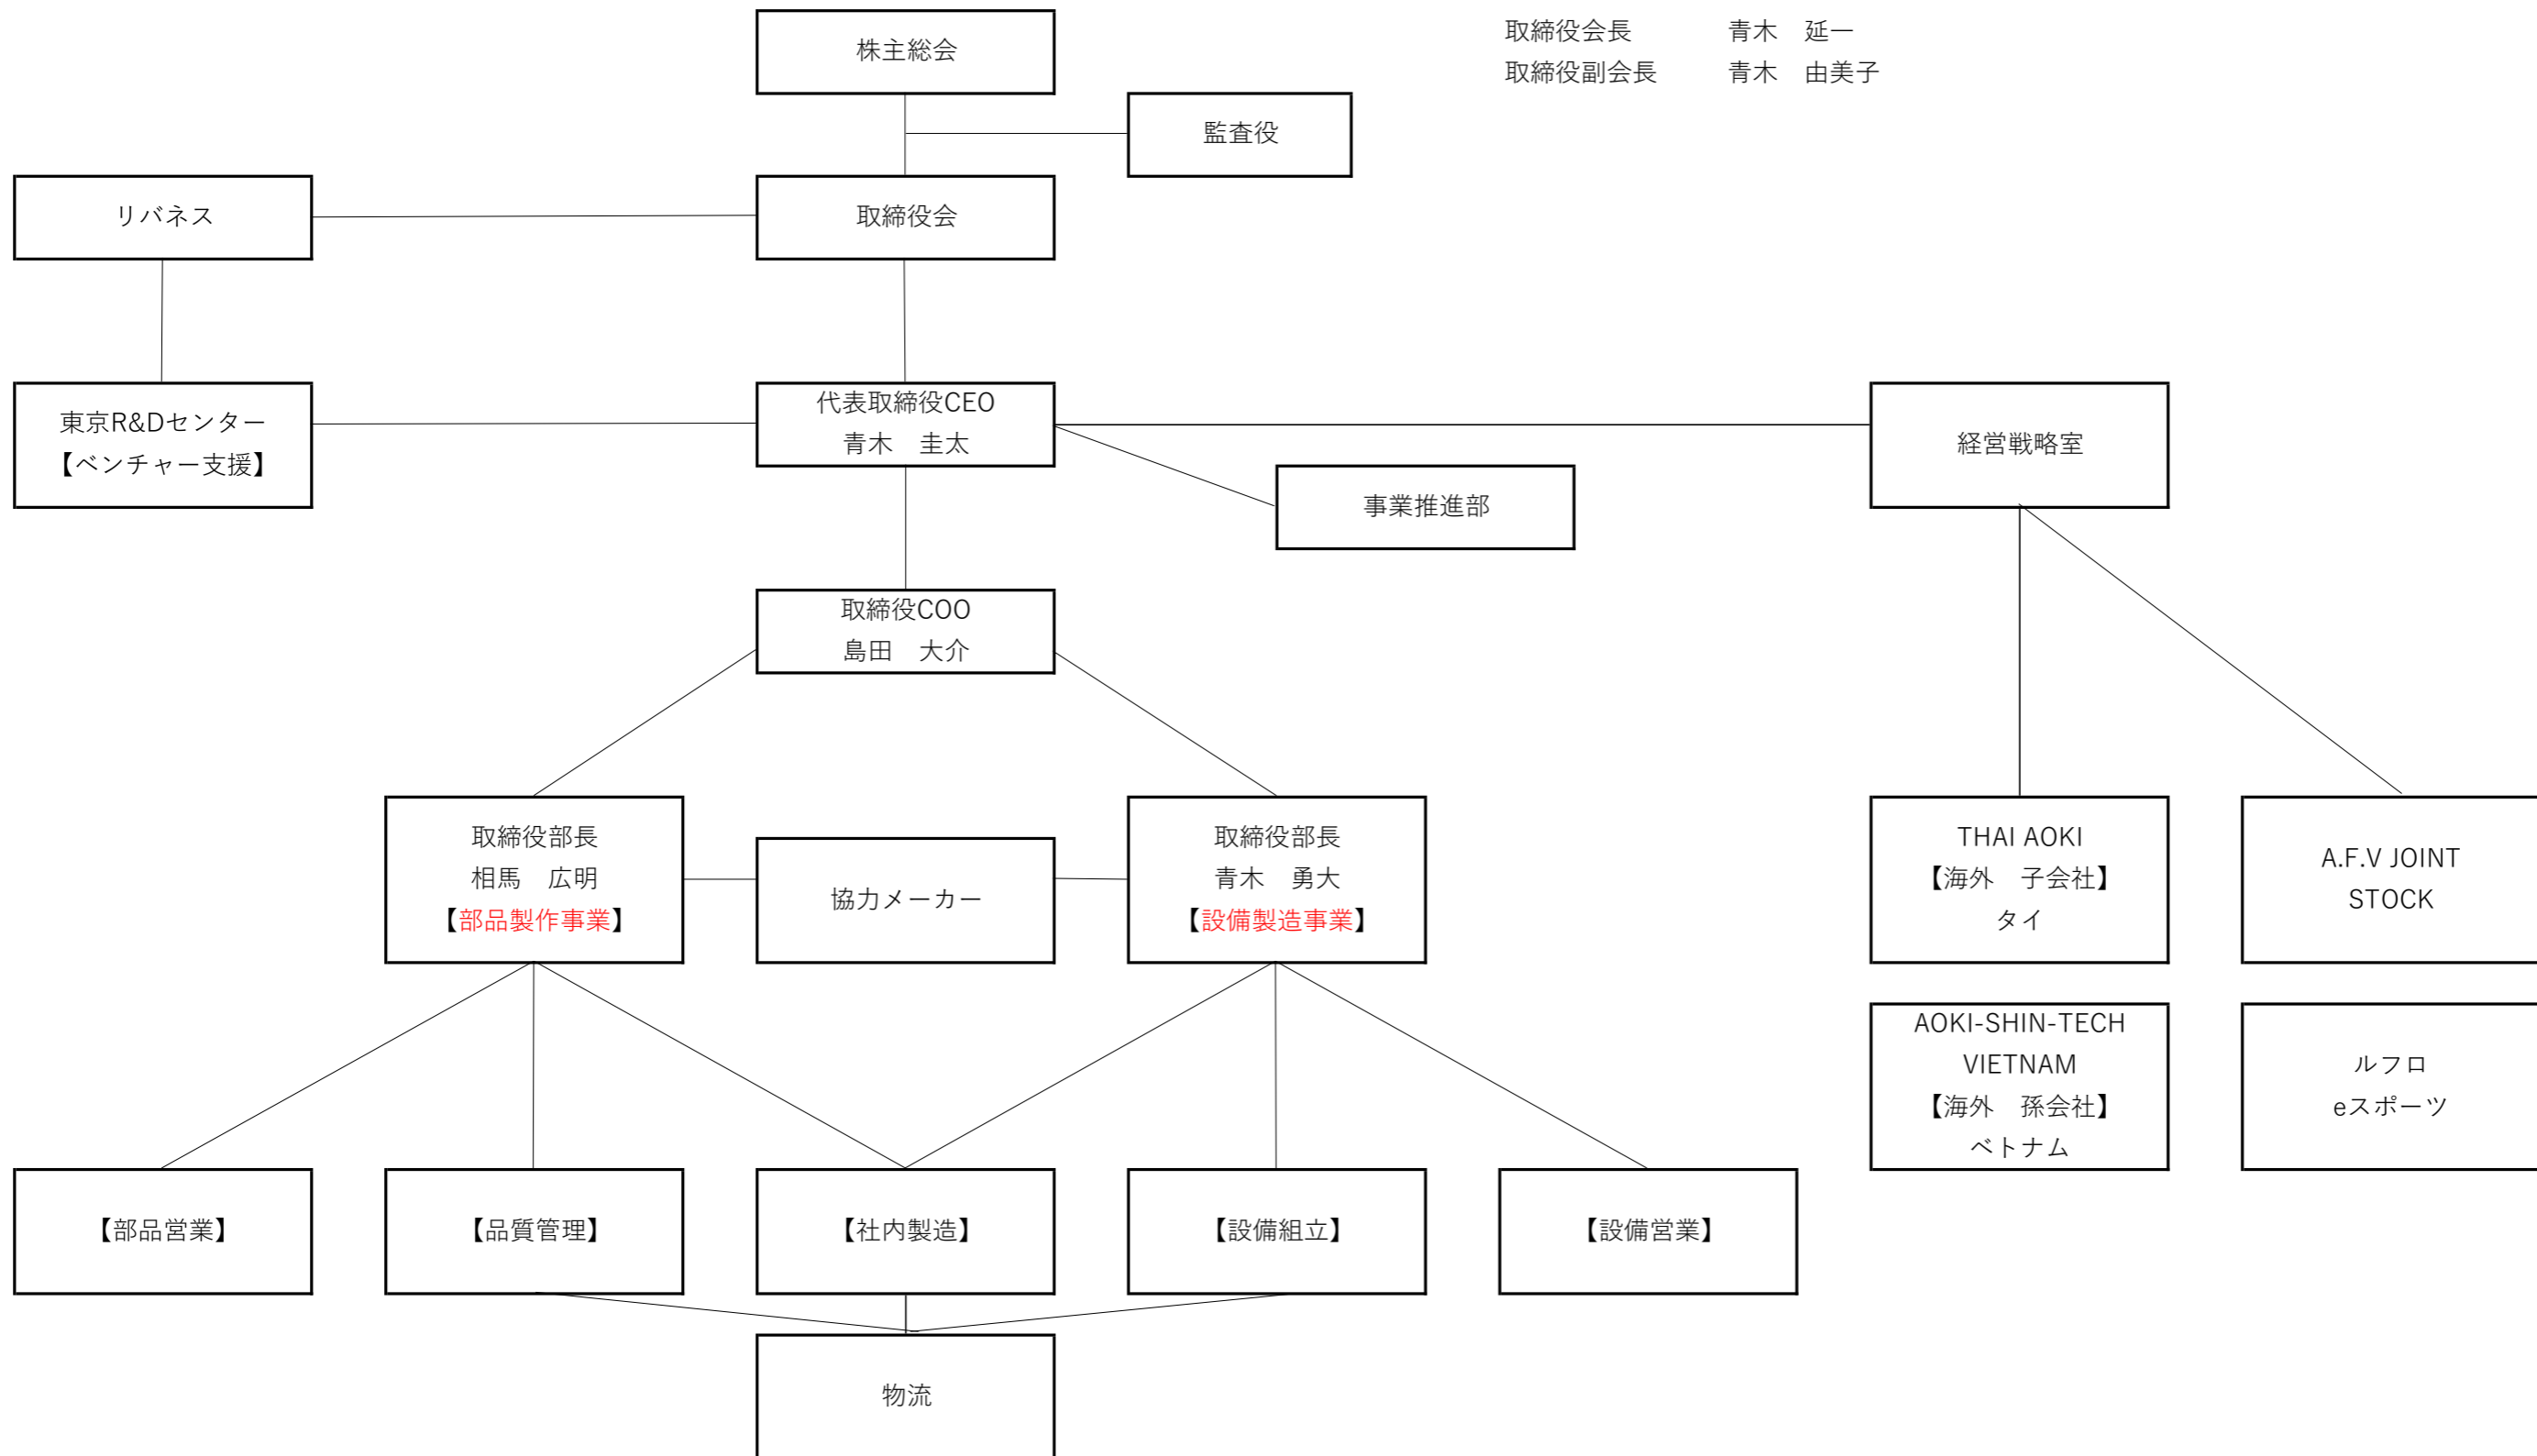 株主総会
取締役会長　青木　延一
取締役副会長　青木　由美子
監査役
リバネス
取締役会
東京R&Dセンター
【ベンチャー支援】
代表取締役CEO
青木　圭太
経営戦略室
事業推進部
取締役COO
島田　大介
取締役部長
相馬　広明
【部品製作事業】
協力メーカー
取締役部長
青木　勇大
【設備製造事業】
THAI AOKI
【海外　子会社】
タイ
A.F.V JOINT
STOCK
AOKI-SHIN-TECH
VIETNAM
【海外　孫会社】
ベトナム
ルフロ
eスポーツ
【部品営業】
【品質管理】
【社内製造】
【設備組立】
【設備営業】
物流